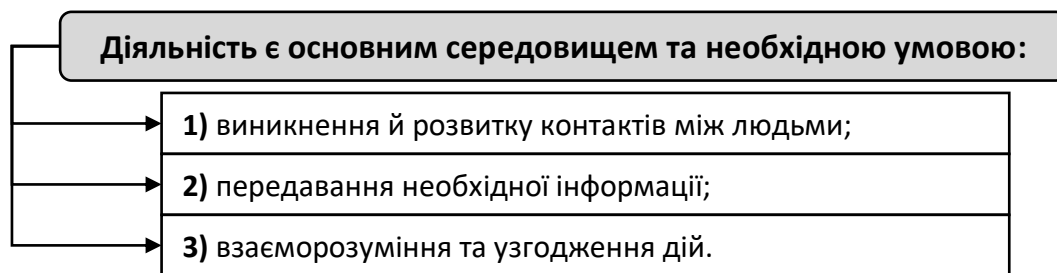 Діяльність є основним середовищем та необхідною умовою:
1) виникнення й розвитку контактів між людьми;
2) передавання необхідної інформації;
3) взаєморозуміння та узгодження дій.